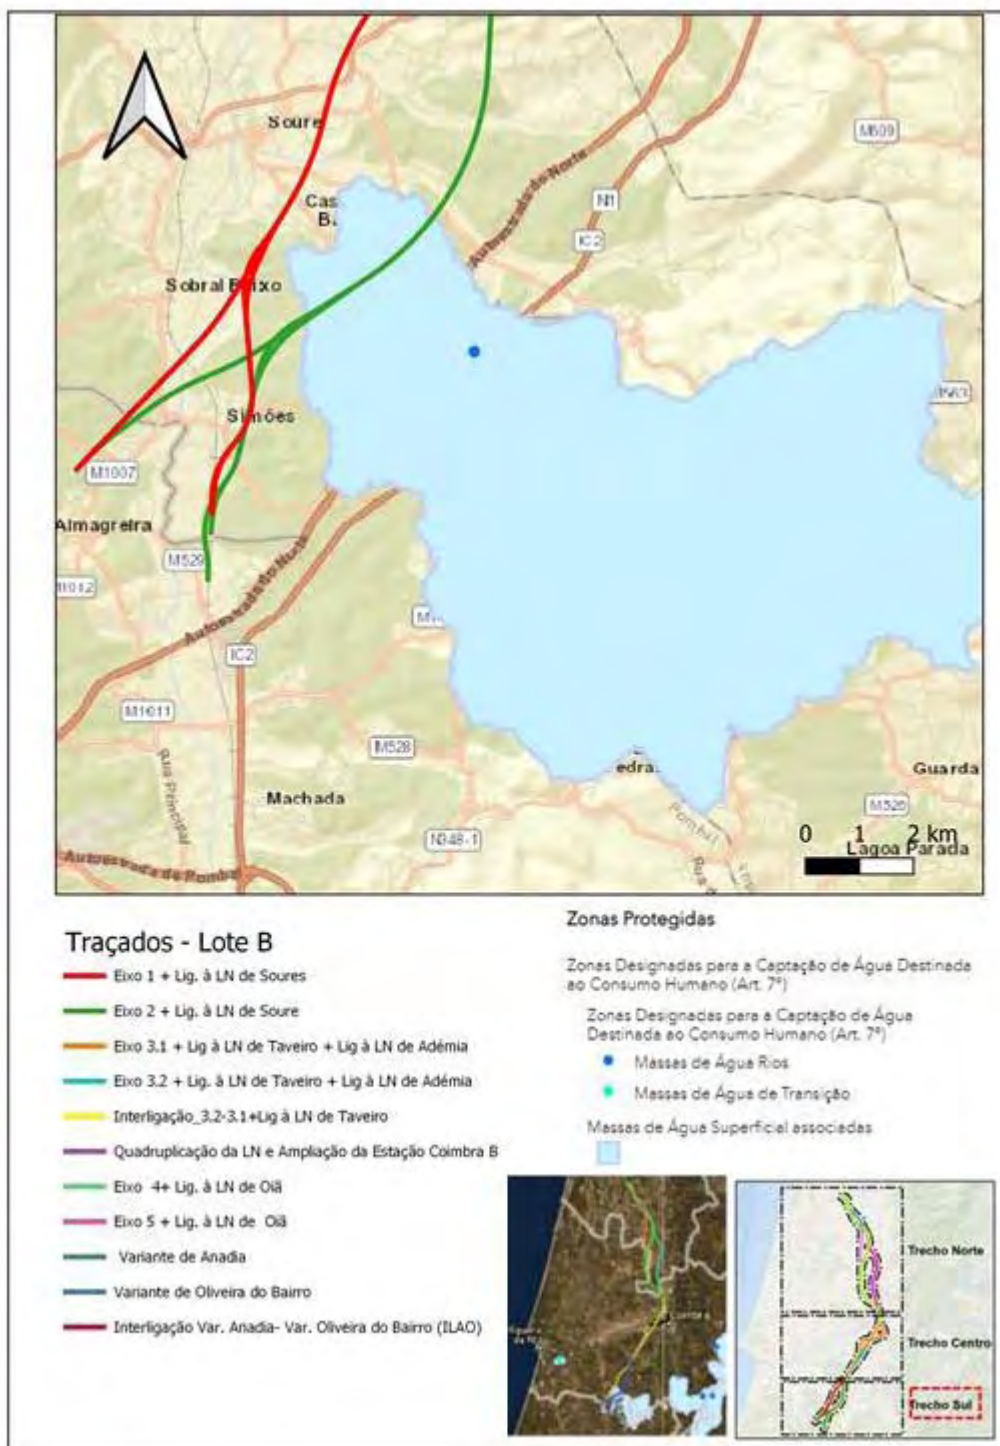 Soure
M609
Autoestrada do Norte
N1
IC2
Cas
B.
Sobral Baixo
Simões
M1007
Almagreira
M529
Autoestrada do Norte
IC2
M1011
M528
Rua Principal
Machada
edra.
Guarda
M526
N348-1
Pombal
0 1 2 km
Lagoa Parada
Autoestrada de Pombal
Traçados - Lote B
Eixo 1 + Lig. à LN de Soures
Eixo 2 + Lig. à LN de Soure
Eixo 3.1 + Lig à LN de Taveiro + Lig à LN de Adémia
Eixo 3.2 + Lig. à LN de Taveiro + Lig à LN de Adémia
Interligação_3.2-3.1+Lig à LN de Taveiro
Quadruplicação da LN e Ampliação da Estação Coimbra B
Eixo 4+ Lig. à LN de Oiã
Eixo 5 + Lig. à LN de Oiã
Variante de Anadia
Variante de Oliveira do Bairro
Interligação Var. Anadia- Var. Oliveira do Bairro (ILAO)
Zonas Protegidas
Zonas Designadas para a Captação de Água Destinada
ao Consumo Humano (Art. 7º)
Zonas Designadas para a Captação de Água
Destinada ao Consumo Humano (Art. 7º)
Massas de Água Rios
Massas de Água de Transição
Massas de Água Superficial associadas
Trecho Norte
Trecho Centro
Trecho Sul